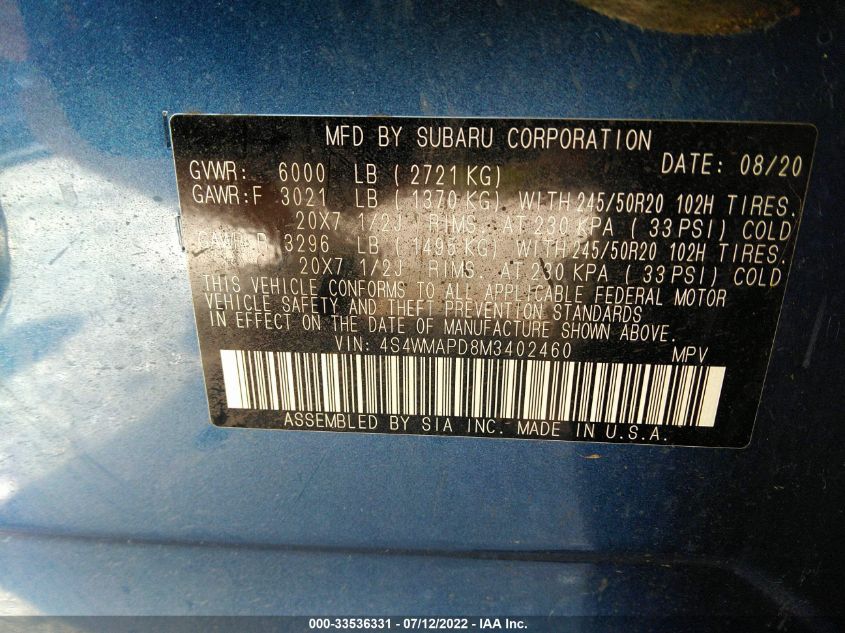 MFD BY SUBARU CORPORATION
DATE: 08/20
GVWR: 6000 LB ( 2721 KG)
GAWR:F 3021 LB ( 1370 KG) WITH 245/50R20 102H TIRES.
20X7 1/2J RIMS. AT 230 KPA ( 33 PSI) COLD
GAWR:R 3296 LB ( 1495 KG) WITH 245/50R20 102H TIRES.
20X7 1/2J RIMS. AT 230 KPA ( 33 PSI) COLD
THIS VEHICLE CONFORMS TO ALL APPLICABLE FEDERAL MOTOR
VEHICLE SAFETY AND THEFT PREVENTION STANDARDS
IN EFFECT ON THE DATE OF MANUFACTURE SHOWN ABOVE.
VIN: 4S4WMAPD8M3402460 MPV
ASSEMBLED BY SIA INC. MADE IN U.S.A.
000-33536331 - 07/12/2022 - IAA Inc.